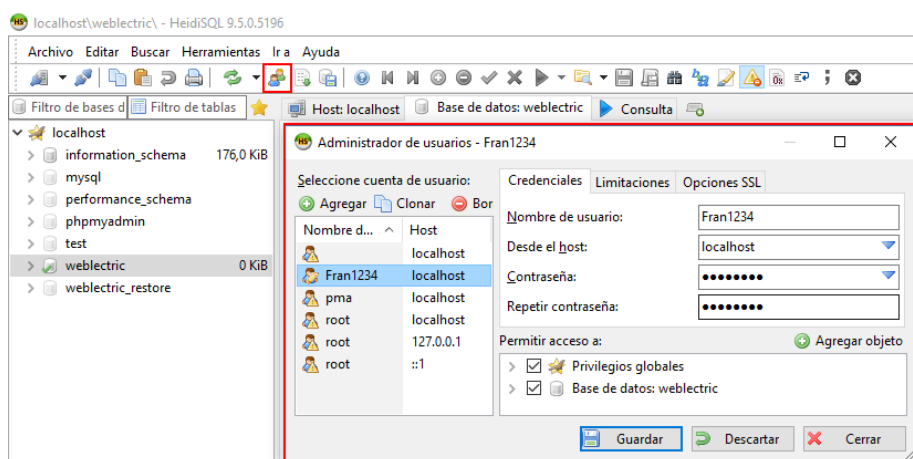 localhost\weblectric\ - HeidiSQL 9.5.0.5196
Archivo Editar Buscar Herramientas Ir a Ayuda
Filtro de bases d Filtro de tablas
Host: localhost Base de datos: weblectric Consulta
localhost
information_schema 176,0 KiB
mysql
performance_schema
phpmyadmin
test
weblectric 0 KiB
weblectric_restore
Administrador de usuarios - Fran1234
Seleccione cuenta de usuario:
Agregar Clonar Bor
Nombre d... Host
localhost
Fran1234 localhost
pma localhost
root localhost
root 127.0.0.1
root ::1
Credenciales Limitaciones Opciones SSL
Nombre de usuario: Fran1234
Desde el host: localhost
Contraseña: ●●●●●●●●
Repetir contraseña: ●●●●●●●●
Permitir acceso a: Agregar objeto
Privilegios globales
Base de datos: weblectric
Guardar Descartar Cerrar